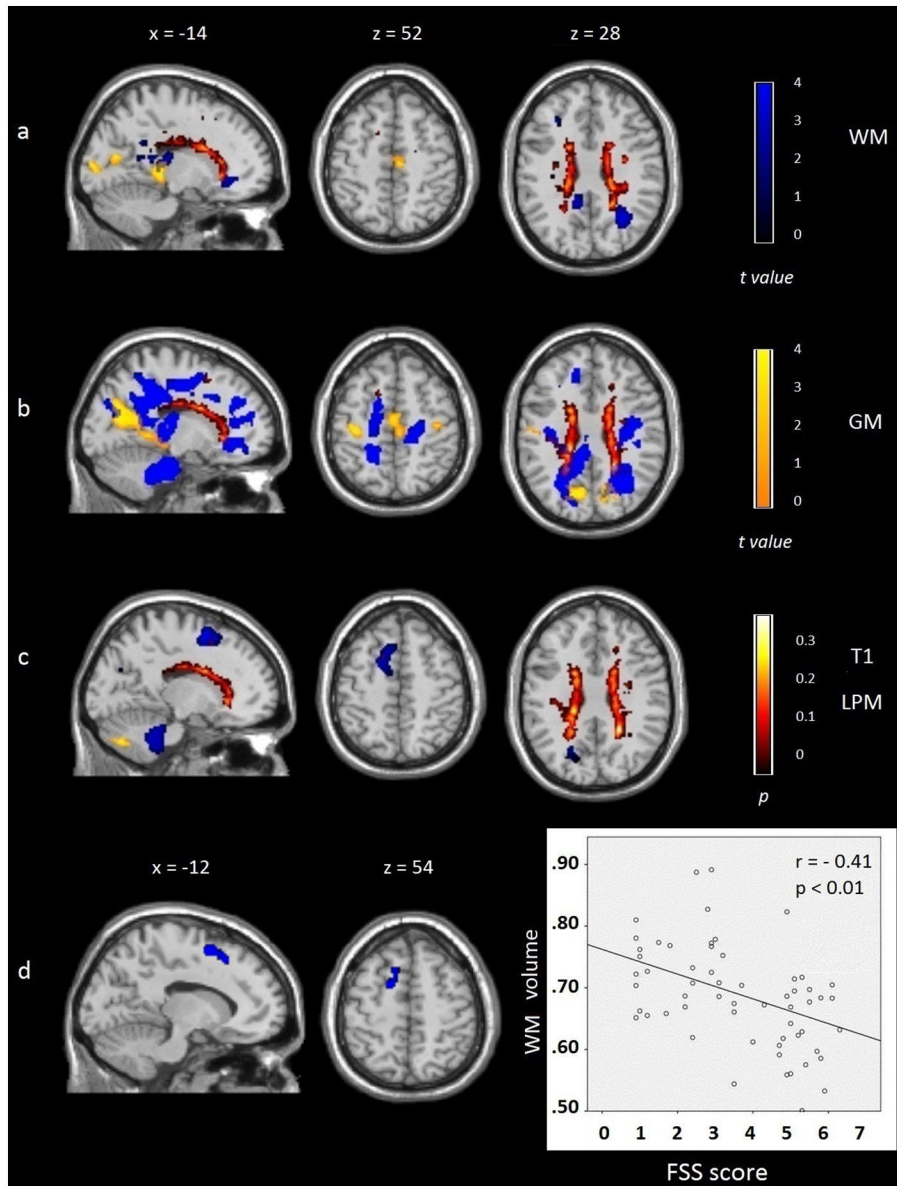 x = -14 z = 52 z = 28
a
4
3
2
1
0
WM
t value
b
4
3
2
1
0
GM
t value
c
0.3
0.2
0.1
0
T1
LPM
p
x = -12 z = 54
d
r = - 0.41
p < 0.01
.90
.80
.70
.60
.50
WM volume
0 1 2 3 4 5 6 7
FSS score